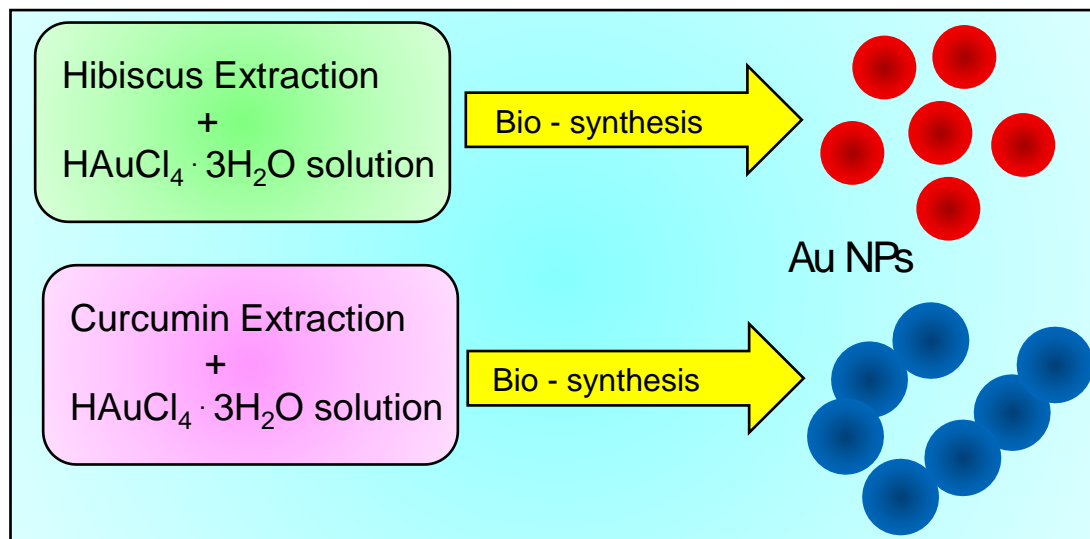 Hibiscus Extraction
+
HAuCl₄ · 3H₂O solution
Bio - synthesis
Au NPs
Curcumin Extraction
+
HAuCl₄ · 3H₂O solution
Bio - synthesis